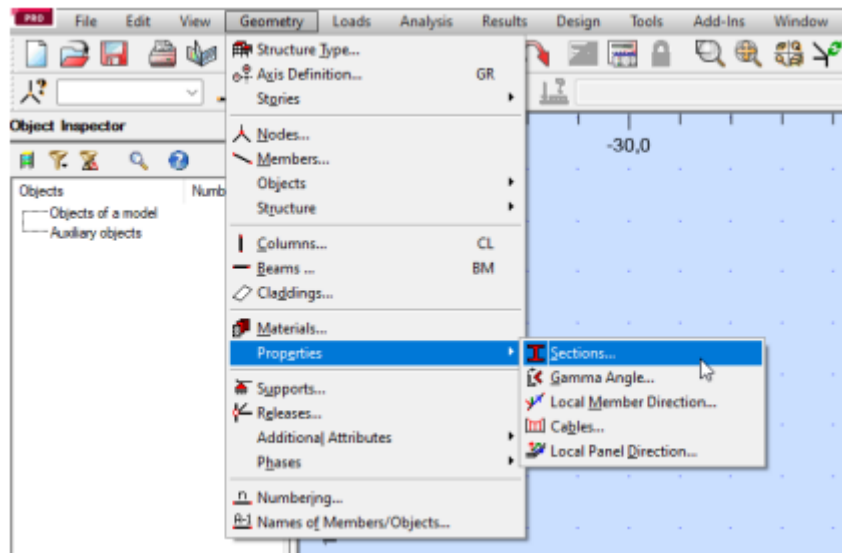 PRO File Edit View Geometry Loads Analysis Results Design Tools Add-Ins Window
Structure Type...
Axis Definition... GR
Stories
Object Inspector
Nodes...
-30,0
Members...
Objects Numb
Objects
Objects of a model
Structure
Auxiliary objects
Columns... CL
Beams ... BM
Claddings...
Materials...
Properties
Sections...
Gamma Angle...
Supports...
Local Member Direction...
Releases...
Cables...
Additional Attributes
Local Panel Direction...
Phases
Numbering...
Names of Members/Objects...